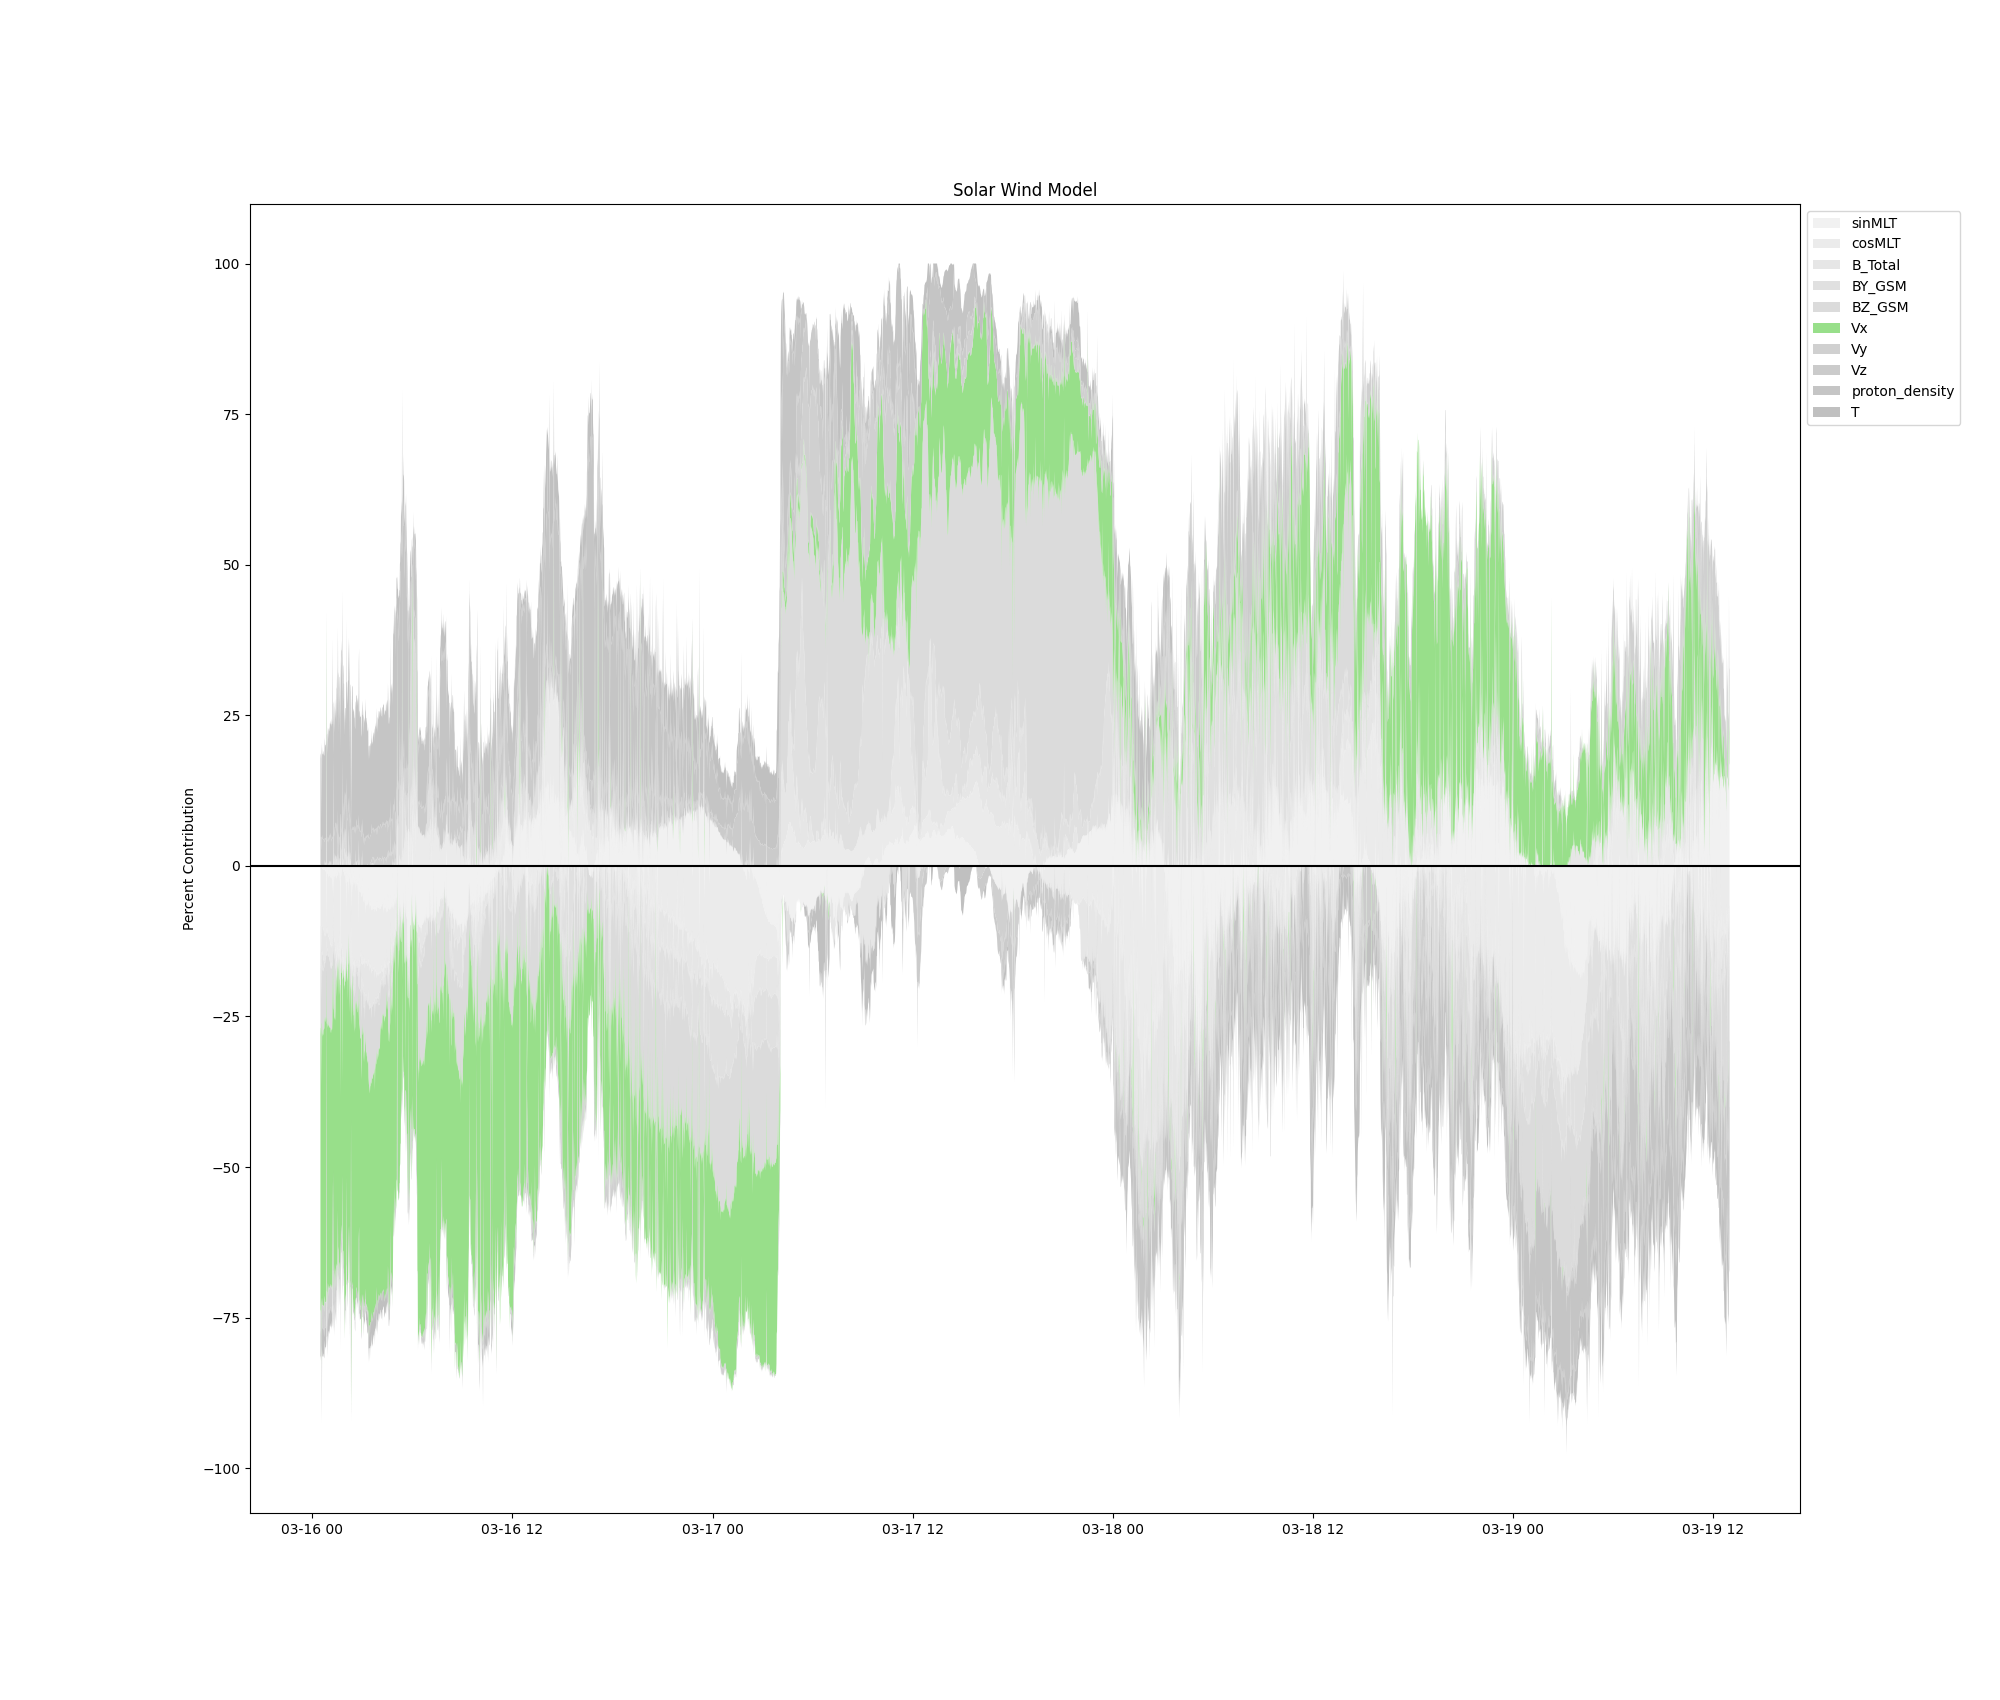 Solar Wind Model
sinMLT
cosMLT
B_Total
BY_GSM
BZ_GSM
Vx
Vy
Vz
proton_density
T
Percent Contribution
100
75
50
25
0
−25
−50
−75
−100
03-16 00
03-16 12
03-17 00
03-17 12
03-18 00
03-18 12
03-19 00
03-19 12